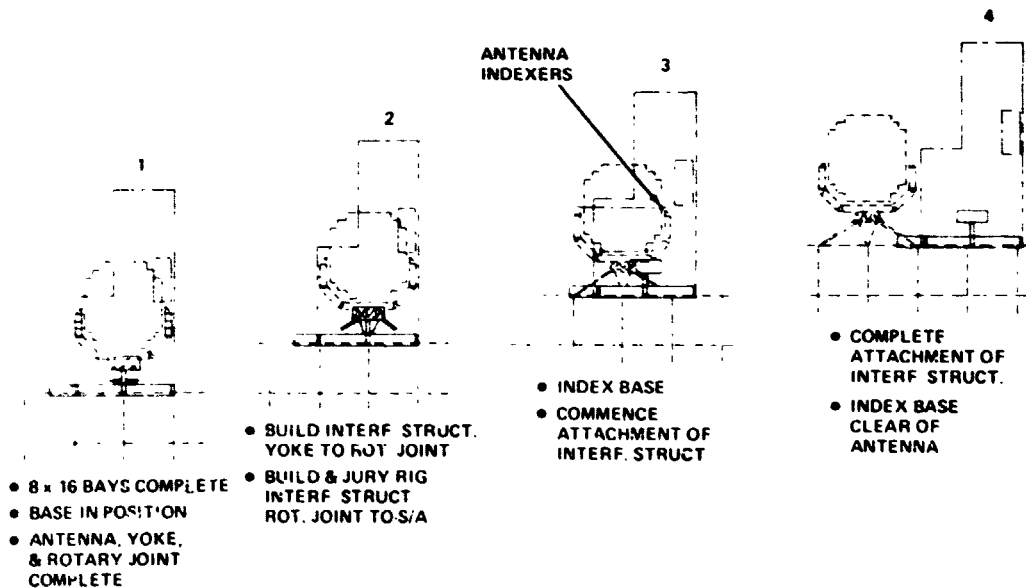 1
• 8 x 16 BAYS COMPLETE
• BASE IN POSITION
• ANTENNA, YOKE,
& ROTARY JOINT
COMPLETE
2
• BUILD INTERF STRUCT.
YOKE TO ROT JOINT
• BUILD & JURY RIG
INTERF STRUCT
ROT. JOINT TO S/A
ANTENNA
INDEXERS
3
• INDEX BASE
• COMMENCE
ATTACHMENT OF
INTERF. STRUCT
4
• COMPLETE
ATTACHMENT OF
INTERF STRUCT.
• INDEX BASE
CLEAR OF
ANTENNA